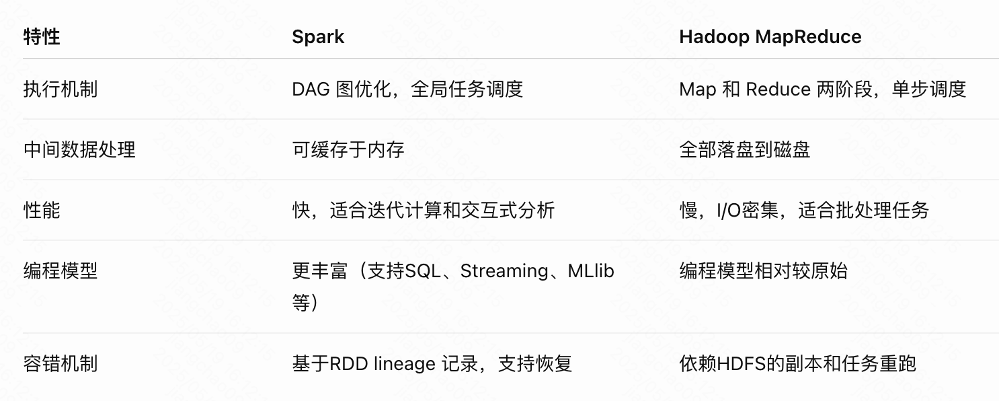 特性 Spark Hadoop MapReduce
执行机制 DAG 图优化，全局任务调度 Map 和 Reduce 两阶段，单步调度
中间数据处理 可缓存于内存 全部落盘到磁盘
性能 快，适合迭代计算和交互式分析 慢，I/O密集，适合批处理任务
编程模型 更丰富（支持SQL、Streaming、MLlib 编程模型相对较原始
等）
容错机制 基于RDD lineage 记录，支持恢复 依赖HDFS的副本和任务重跑